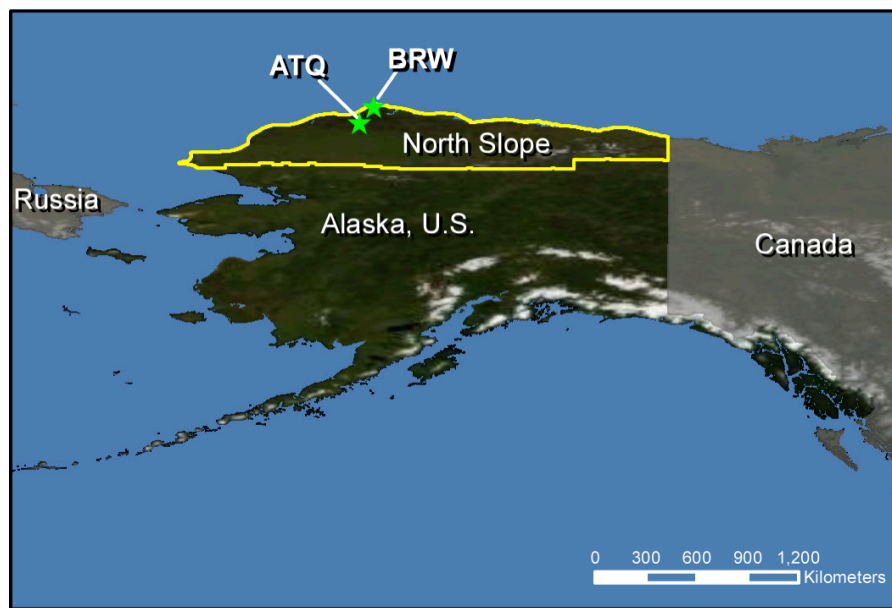 ATQ
BRW
North Slope
Russia
Alaska, U.S.
Canada
0 300 600 900 1,200
Kilometers